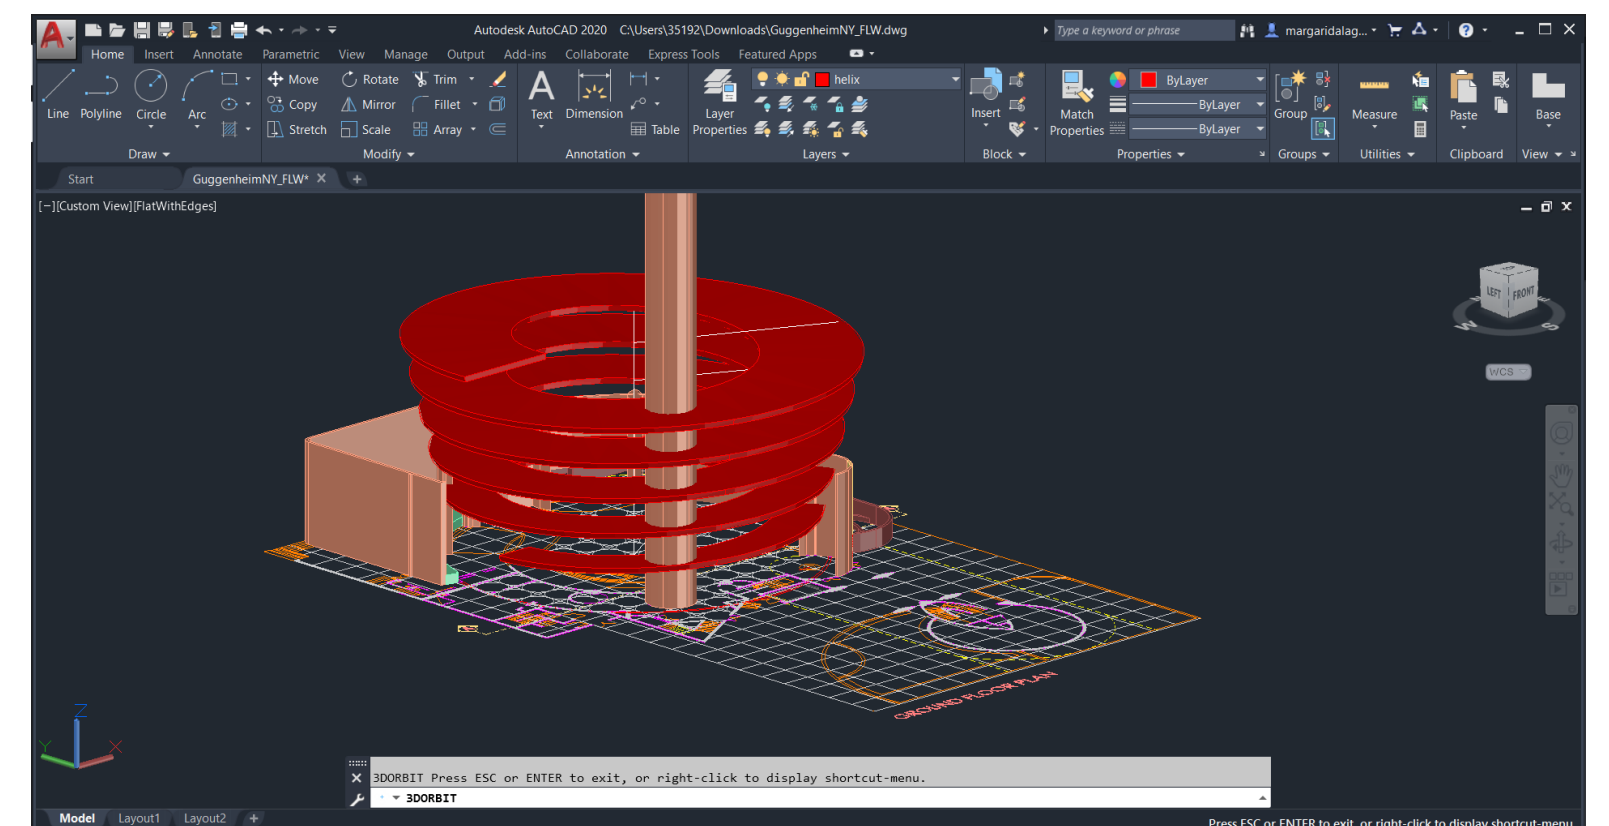 Autodesk AutoCAD 2020 C:\Users\35192\Downloads\GuggenheimNY_FLW.dwg
Type a keyword or phrase
margaridalag...
Home Insert Annotate Parametric View Manage Output Add-ins Collaborate Express Tools Featured Apps
Line Polyline Circle Arc
Draw
Move Rotate Trim
Copy Mirror Fillet
Stretch Scale Array
Modify
Text Dimension
Table
Annotation
Layer Properties
helix
Layers
Insert
Block
Match Properties
ByLayer
ByLayer
ByLayer
Properties
Group
Groups
Measure
Utilities
Paste
Clipboard
Base
View
Start GuggenheimNY_FLW*
[−][Custom View][FlatWithEdges]
LEFT FRONT
W S
WCS
GROUND FLOOR PLAN
Z
Y X
3DORBIT Press ESC or ENTER to exit, or right-click to display shortcut-menu.
3DORBIT
Model Layout1 Layout2 +
Press ESC or ENTER to exit, or right-click to display shortcut-menu.